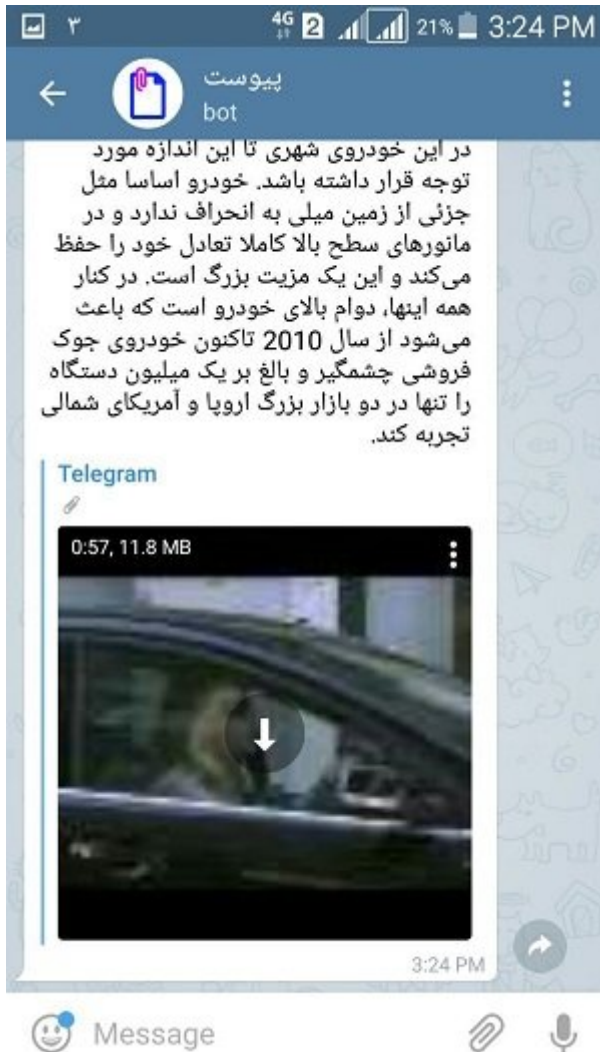 ۳ 4G 2 21% 3:24 PM
پیوست
bot
در این خودروی شهری تا این اندازه مورد
توجه قرار داشته باشد. خودرو اساسا مثل
جزئی از زمین میلی به انحراف ندارد و در
مانورهای سطح بالا کاملا تعادل خود را حفظ
می‌کند و این یک مزیت بزرگ است. در کنار
همه اینها، دوام بالای خودرو است که باعث
می‌شود از سال 2010 تاکنون خودروی جوک
فروشی چشمگیر و بالغ بر یک میلیون دستگاه
را تنها در دو بازار بزرگ اروپا و آمریکای شمالی
تجربه کند.
Telegram
0:57, 11.8 MB
3:24 PM
Message